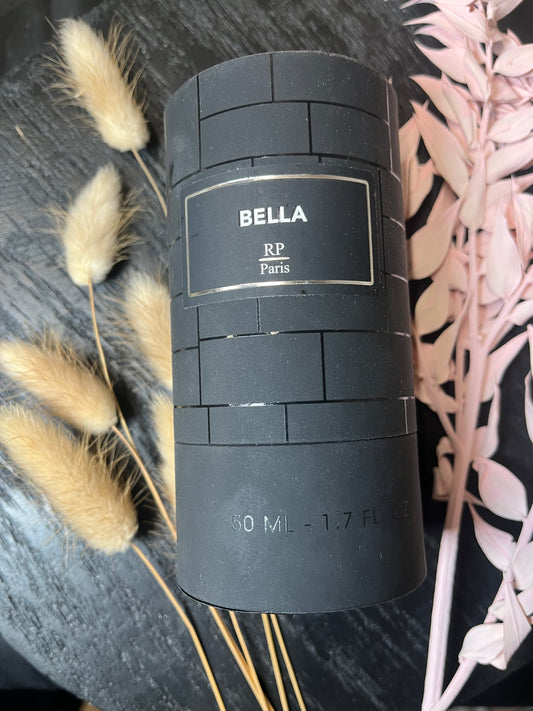 BELLA
RP
Paris
50 ML - 1.7 FL. OZ